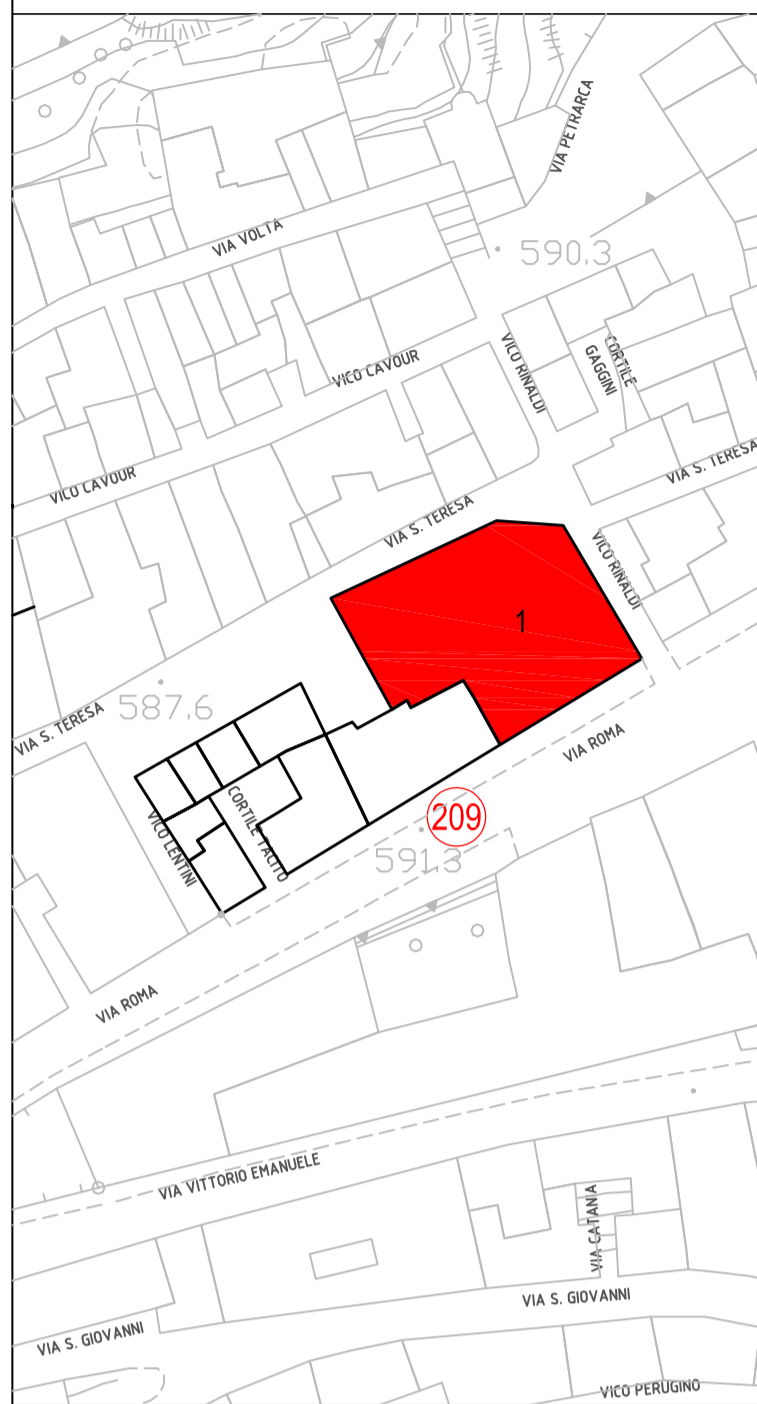 VIA PETRARCA
VIA VOLTA
590.3
VICO CAVOUR
VICO RINALDI
CORTILE
GAGGINI
VICO CAVOUR
VIA S. TERESA
VIA S. TERESA
VICO RINALDI
1
587.6
VIA S. TERESA
VIA ROMA
CORTILE TACITO
VICO LENTINI
209
591.3
VIA ROMA
VIA VITTORIO EMANUELE
VIA CATANIA
VIA S. GIOVANNI
VIA S. GIOVANNI
VICO PERUGINO